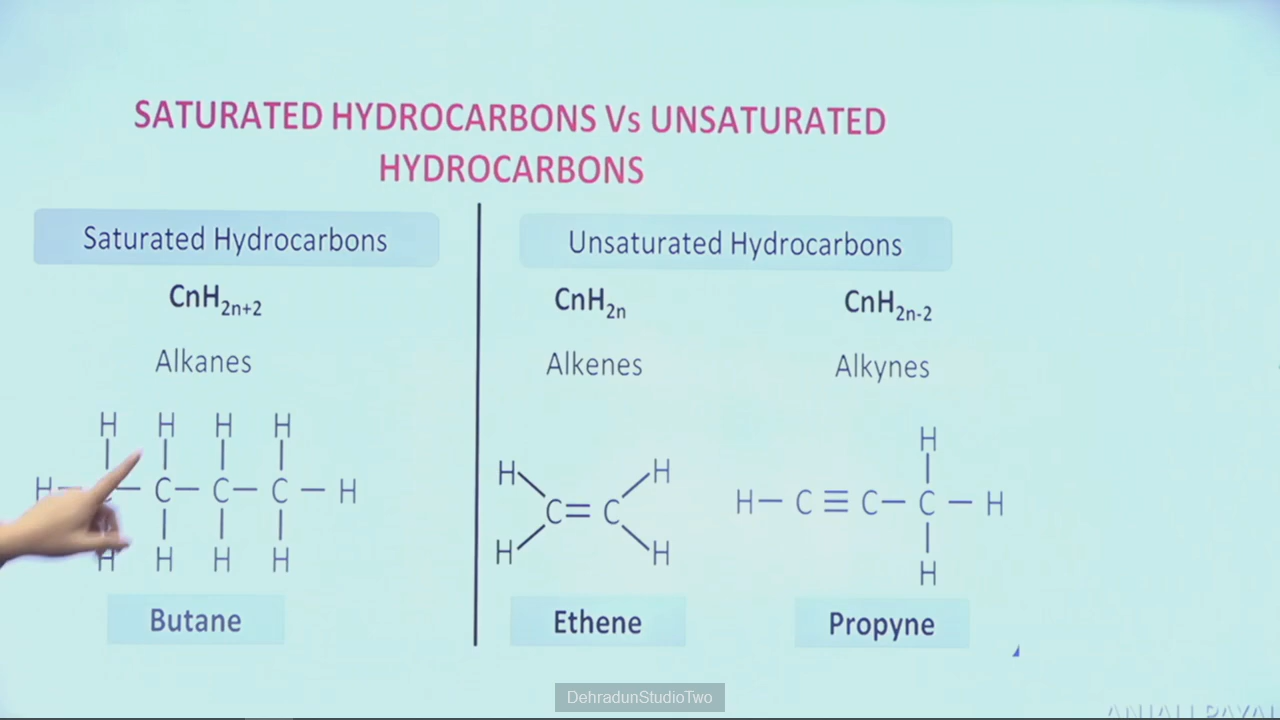 SATURATED HYDROCARBONS Vs UNSATURATED
HYDROCARBONS
Saturated Hydrocarbons
CnH2n+2
Alkanes
H H H H
H — — C — C — C — H
H H H H
Butane
Unsaturated Hydrocarbons
CnH2n
Alkenes
H H
C = C
H H
Ethene
CnH2n-2
Alkynes
H
H — C ≡ C — C — H
H
Propyne
DehradunStudioTwo